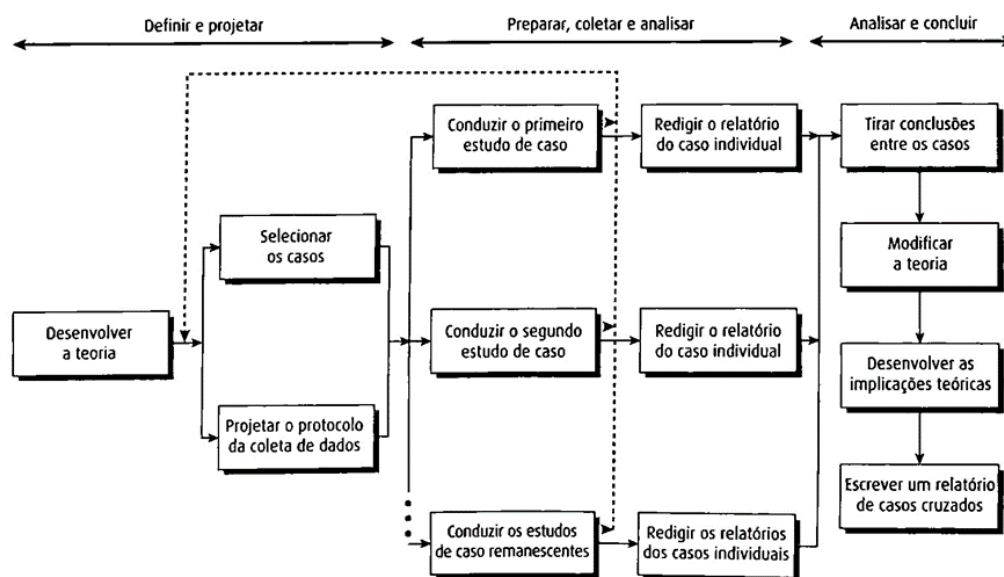 Definir e projetar
Preparar, coletar e analisar
Analisar e concluir
Desenvolver
a teoria
Selecionar
os casos
Projetar o protocolo
da coleta de dados
Conduzir o primeiro
estudo de caso
Redigir o relatório
do caso individual
Conduzir o segundo
estudo de caso
Redigir o relatório
do caso individual
Conduzir os estudos
de caso remanescentes
Redigir os relatórios
dos casos individuais
Tirar conclusões
entre os casos
Modificar
a teoria
Desenvolver as
implicações teóricas
Escrever um relatório
de casos cruzados